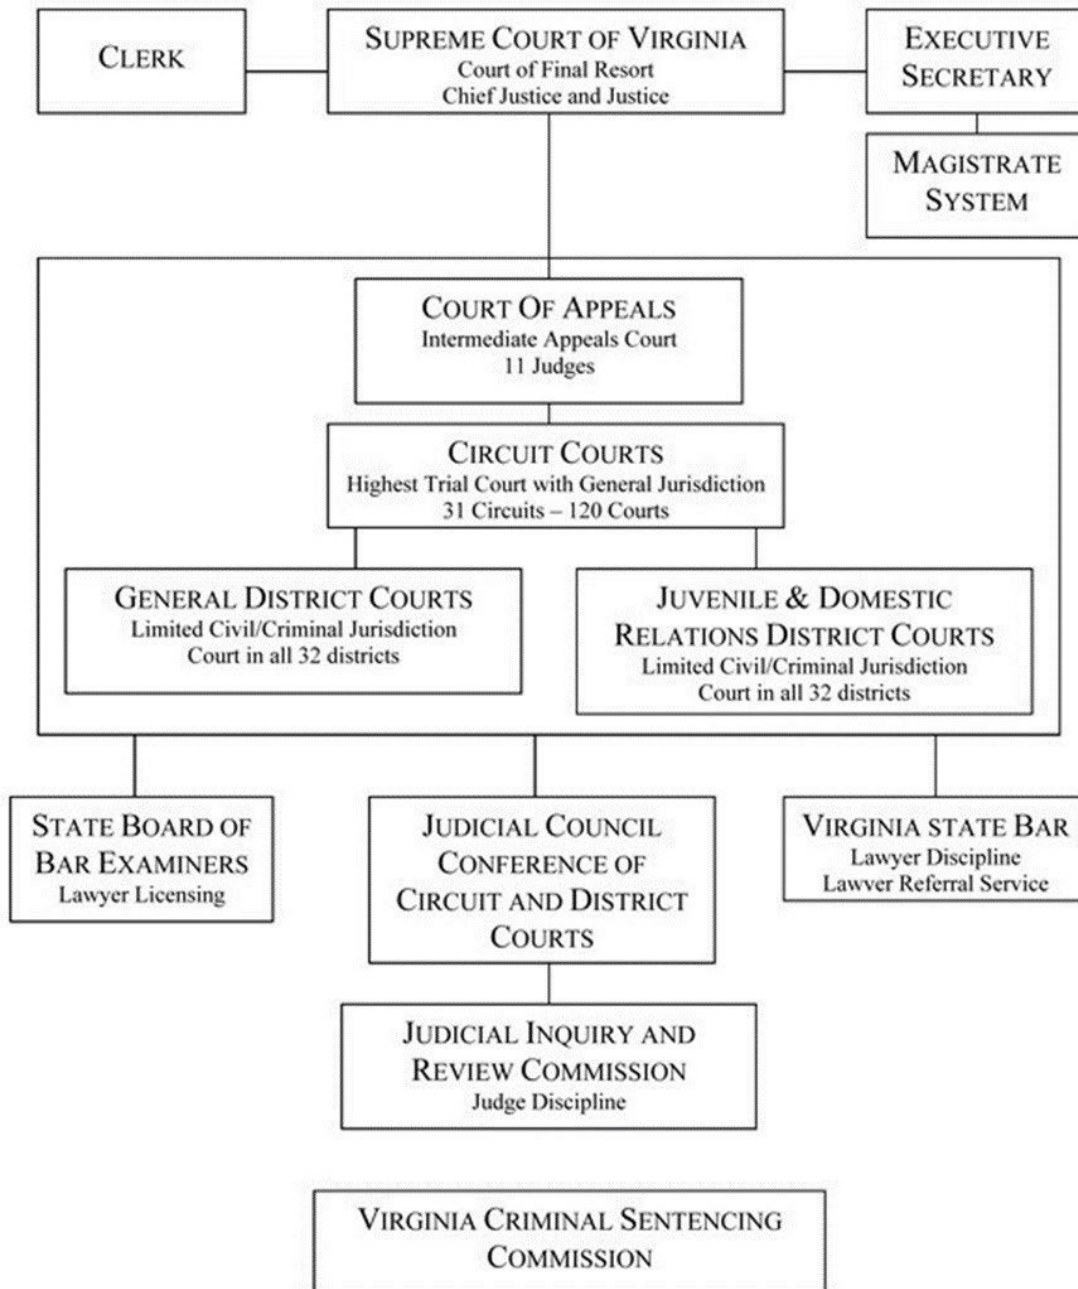 CLERK
SUPREME COURT OF VIRGINIA
Court of Final Resort
Chief Justice and Justice
EXECUTIVE
SECRETARY
MAGISTRATE
SYSTEM
COURT OF APPEALS
Intermediate Appeals Court
11 Judges
CIRCUIT COURTS
Highest Trial Court with General Jurisdiction
31 Circuits – 120 Courts
GENERAL DISTRICT COURTS
Limited Civil/Criminal Jurisdiction
Court in all 32 districts
JUVENILE & DOMESTIC
RELATIONS DISTRICT COURTS
Limited Civil/Criminal Jurisdiction
Court in all 32 districts
STATE BOARD OF
BAR EXAMINERS
Lawyer Licensing
JUDICIAL COUNCIL
CONFERENCE OF
CIRCUIT AND DISTRICT
COURTS
VIRGINIA STATE BAR
Lawyer Discipline
Lawyer Referral Service
JUDICIAL INQUIRY AND
REVIEW COMMISSION
Judge Discipline
VIRGINIA CRIMINAL SENTENCING
COMMISSION